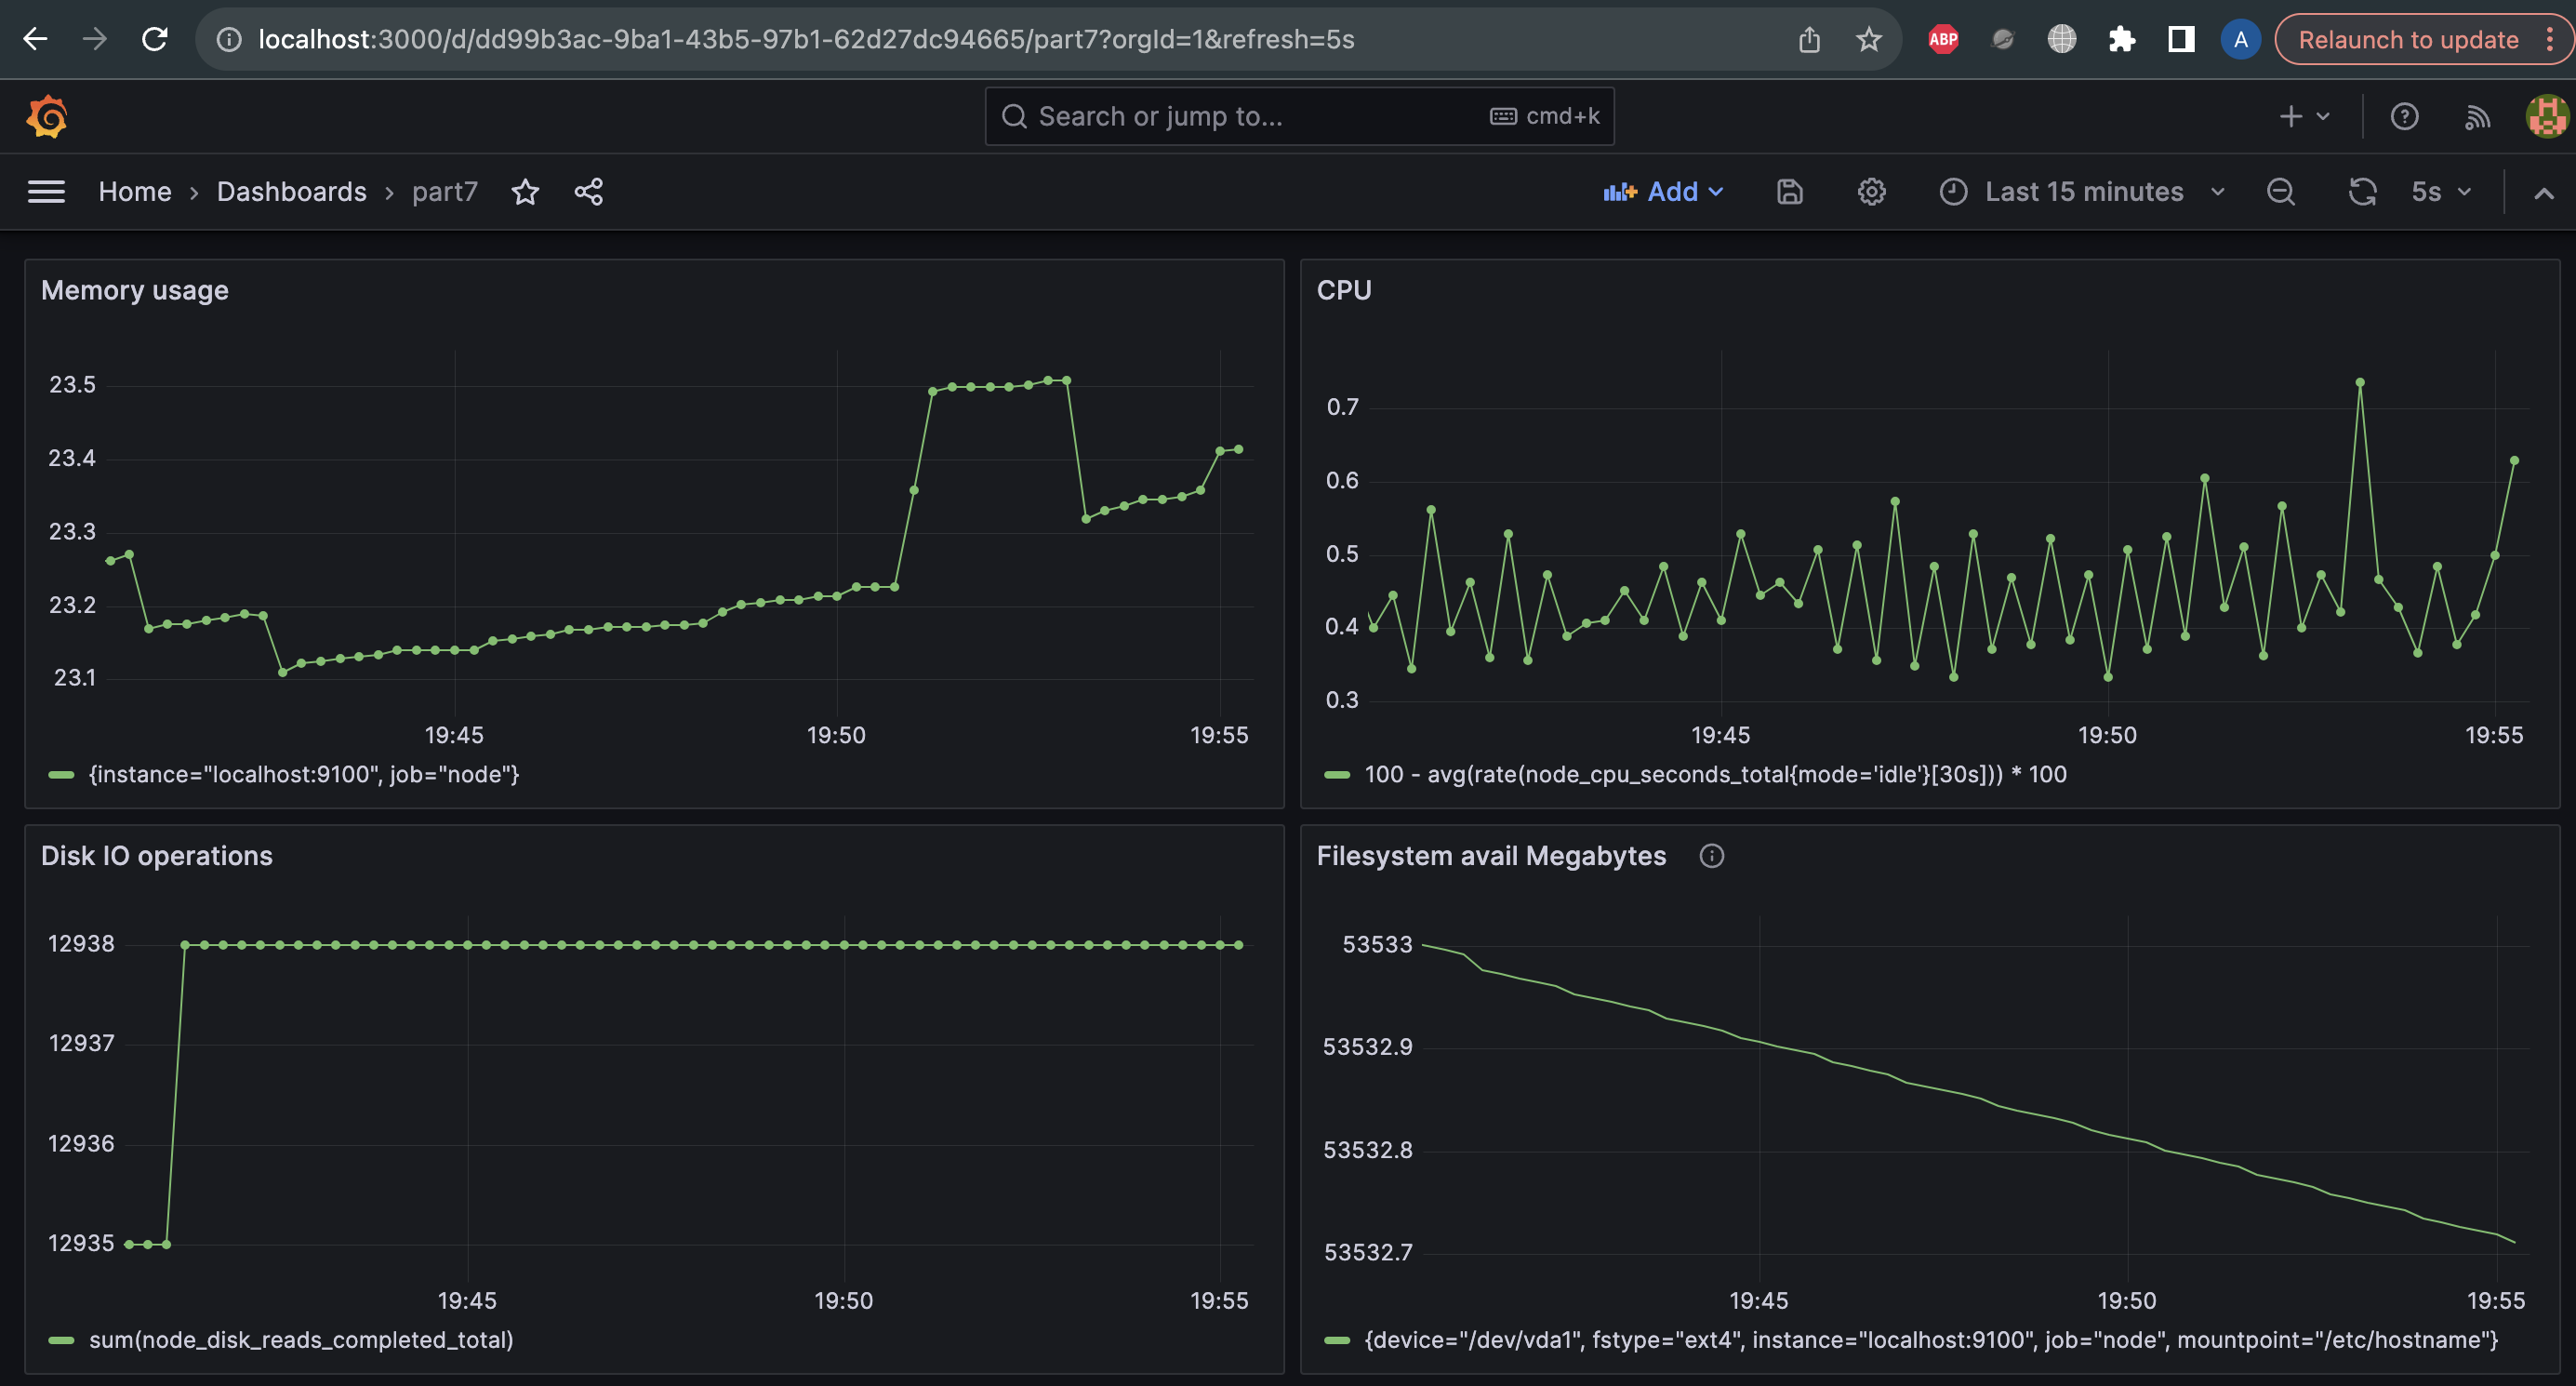 localhost:3000/d/dd99b3ac-9ba1-43b5-97b1-62d27dc94665/part7?orgId=1&refresh=5s
ABP
A
Relaunch to update
Search or jump to...
cmd+k
Home
Dashboards
part7
Add
Last 15 minutes
5s
Memory usage
23.5
23.4
23.3
23.2
23.1
19:45
19:50
19:55
{instance="localhost:9100", job="node"}
CPU
0.7
0.6
0.5
0.4
0.3
19:45
19:50
19:55
100 - avg(rate(node_cpu_seconds_total{mode='idle'}[30s])) * 100
Disk IO operations
12938
12937
12936
12935
19:45
19:50
19:55
sum(node_disk_reads_completed_total)
Filesystem avail Megabytes
53533
53532.9
53532.8
53532.7
19:45
19:50
19:55
{device="/dev/vda1", fstype="ext4", instance="localhost:9100", job="node", mountpoint="/etc/hostname"}